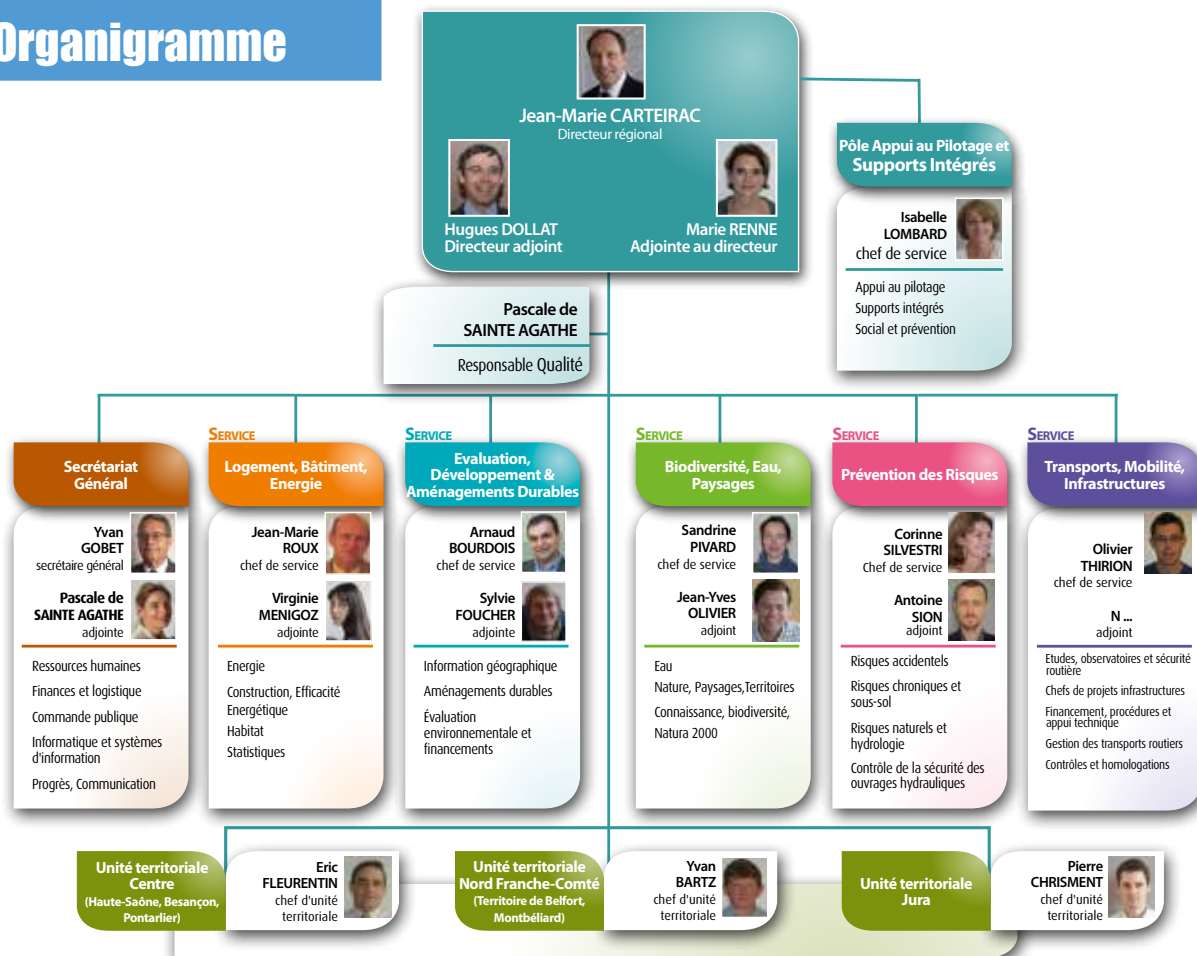 Organigramme
Jean-Marie CARTEIRAC
Directeur régional
Hugues DOLLAT
Directeur adjoint
Marie RENNE
Adjointe au directeur
Pôle Appui au Pilotage et
Supports Intégrés
Isabelle
LOMBARD
chef de service
Appui au pilotage
Supports intégrés
Social et prévention
Pascale de
SAINTE AGATHE
Responsable Qualité
Secrétariat
Général
Yvan
GOBET
secrétaire général
Pascale de
SAINTE AGATHE
adjointe
Ressources humaines
Finances et logistique
Commande publique
Informatique et systèmes
d'information
Progrès, Communication
SERVICE
Logement, Bâtiment,
Energie
Jean-Marie
ROUX
chef de service
Virginie
MENIGOZ
adjointe
Energie
Construction, Efficacité
Energétique
Habitat
Statistiques
SERVICE
Evaluation,
Développement &
Aménagements Durables
Arnaud
BOURDOIS
chef de service
Sylvie
FOUCHER
adjointe
Information géographique
Aménagements durables
Évaluation
environnementale et
financements
SERVICE
Biodiversité, Eau,
Paysages
Sandrine
PIVARD
chef de service
Jean-Yves
OLIVIER
adjoint
Eau
Nature, Paysages,Territoires
Connaissance, biodiversité,
Natura 2000
SERVICE
Prévention des Risques
Corinne
SILVESTRI
Chef de service
Antoine
SION
adjoint
Risques accidentels
Risques chroniques et
sous-sol
Risques naturels et
hydrologie
Contrôle de la sécurité des
ouvrages hydrauliques
SERVICE
Transports, Mobilité,
Infrastructures
Olivier
THIRION
chef de service
N ...
adjoint
Etudes, observatoires et sécurité
routière
Chefs de projets infrastructures
Financement, procédures et
appui technique
Gestion des transports routiers
Contrôles et homologations
Unité territoriale
Centre
(Haute-Saône, Besançon,
Pontarlier)
Eric
FLEURENTIN
chef d'unité
territoriale
Unité territoriale
Nord Franche-Comté
(Territoire de Belfort,
Montbéliard)
Yvan
BARTZ
chef d'unité
territoriale
Unité territoriale
Jura
Pierre
CHRISMENT
chef d'unité
territoriale